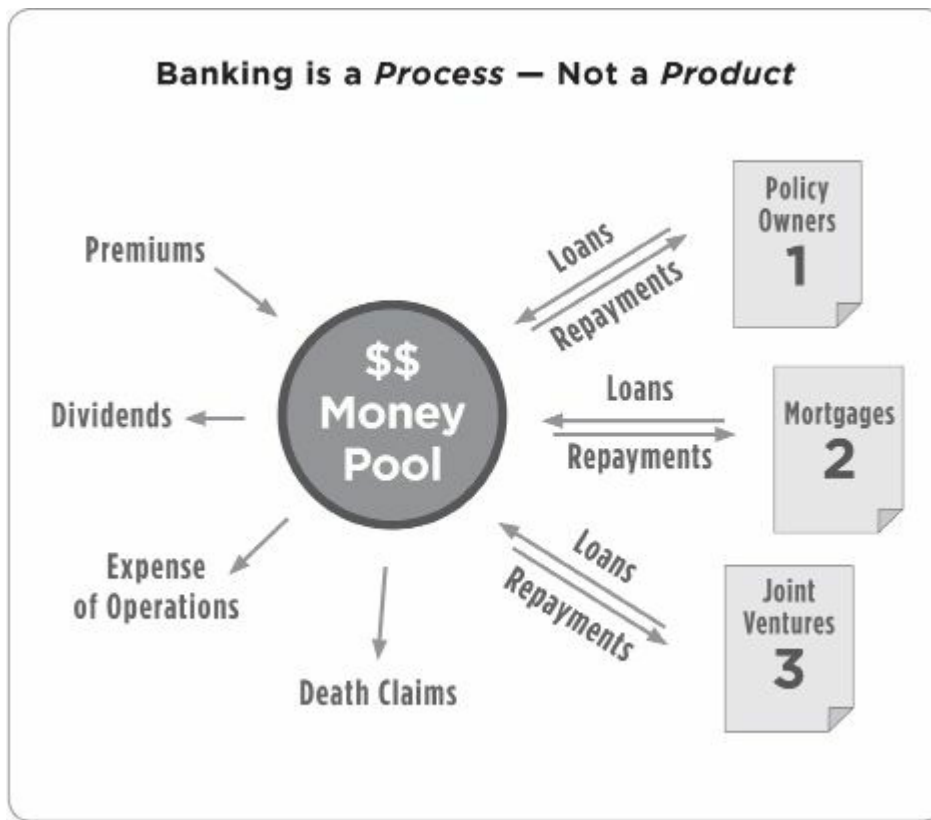 Banking is a Process — Not a Product
Premiums
Dividends
Expense
of Operations
Death Claims
$$
Money
Pool
Loans
Repayments
Policy
Owners
1
Loans
Repayments
Mortgages
2
Loans
Repayments
Joint
Ventures
3